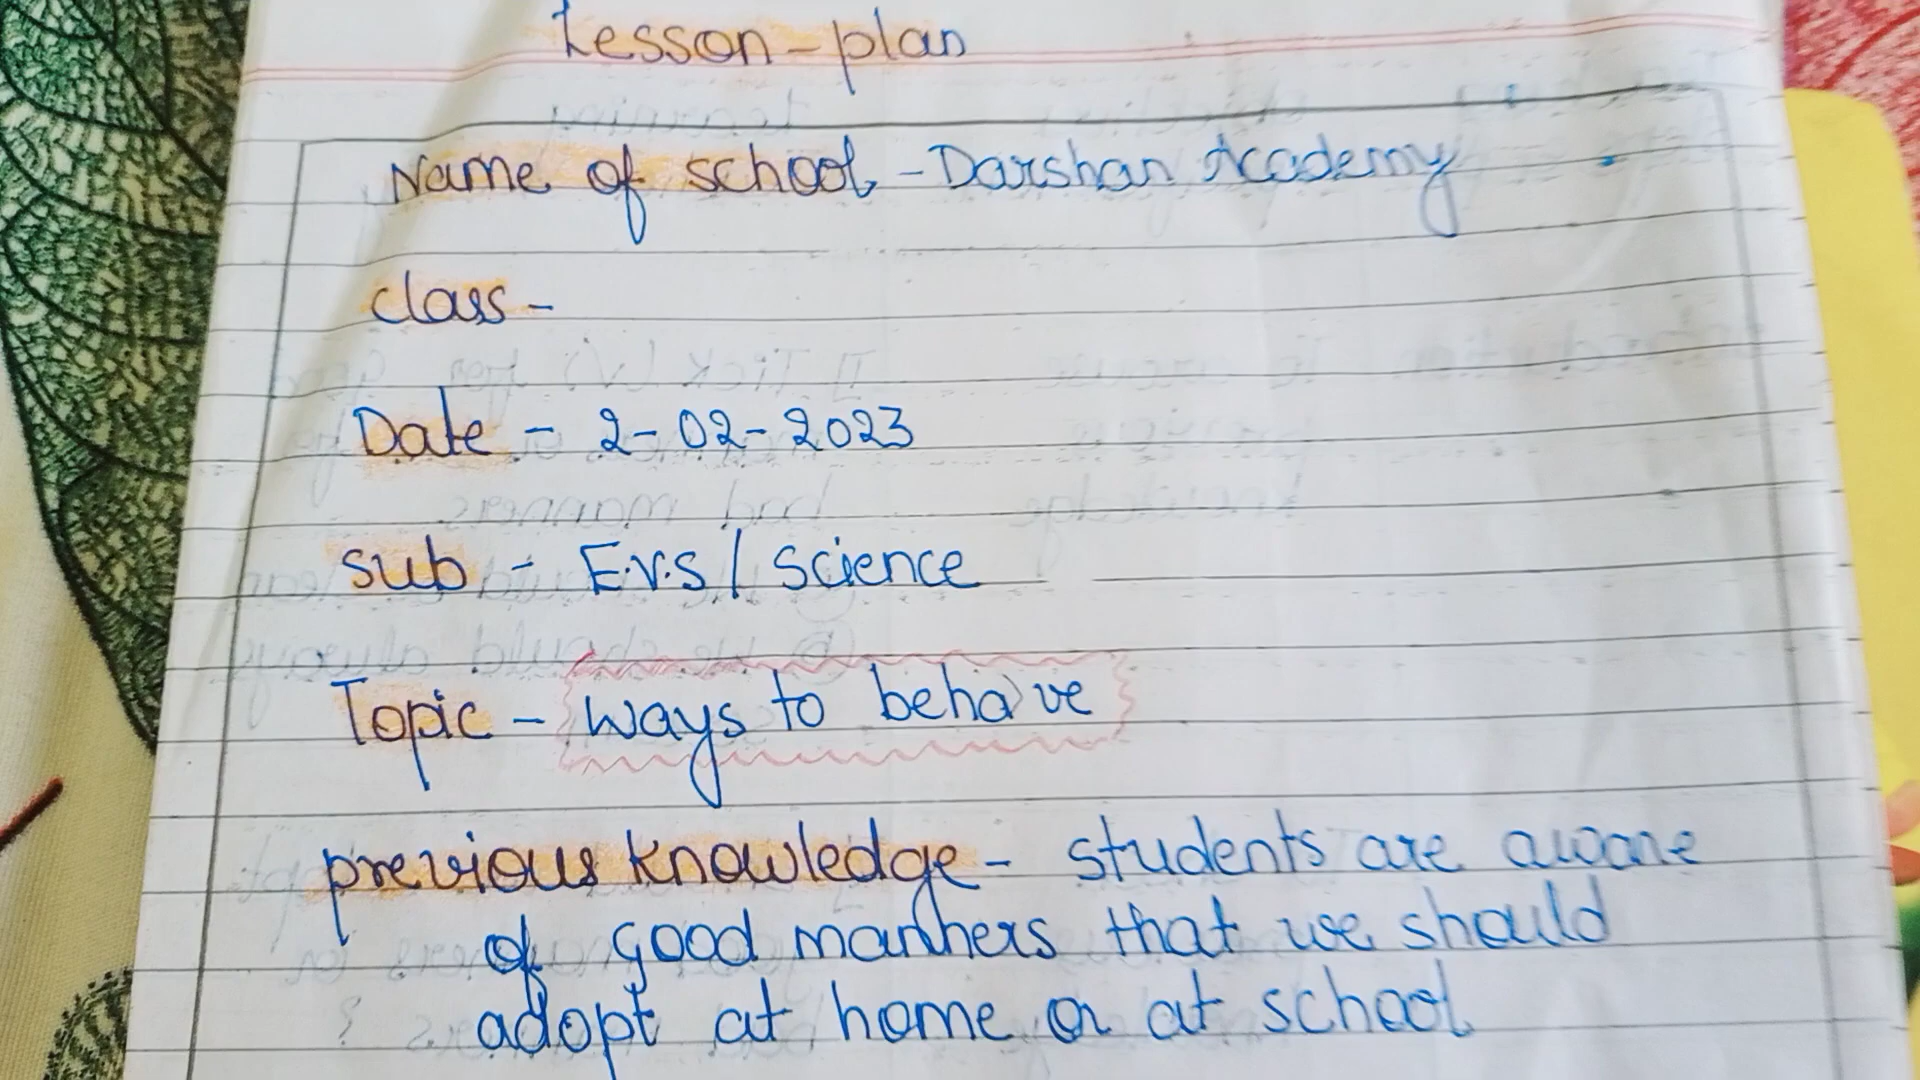 Lesson-plan
Name of school - Darshan Academy
class -
Date - 2-02-2023
sub - E.V.S / Science
Topic - ways to behave
previous knowledge - students are aware
of good manners that we should
adopt at home or at school